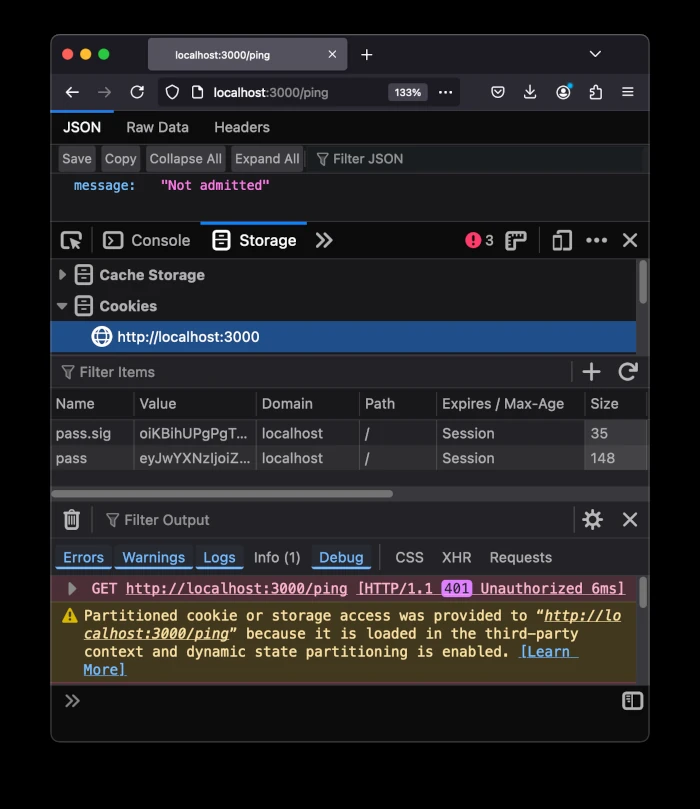 localhost:3000/ping
localhost:3000/ping 133%
JSON Raw Data Headers
Save Copy Collapse All Expand All Filter JSON
message: "Not admitted"
Console Storage 3
Cache Storage
Cookies
http://localhost:3000
Filter Items
Name Value Domain Path Expires / Max-Age Size
pass.sig oiKBihUPgPgT... localhost / Session 35
pass eyJwYXNzIjoiZ... localhost / Session 148
Filter Output
Errors Warnings Logs Info (1) Debug CSS XHR Requests
GET http://localhost:3000/ping [HTTP/1.1 401 Unauthorized 6ms]
Partitioned cookie or storage access was provided to “http://lo
calhost:3000/ping” because it is loaded in the third-party
context and dynamic state partitioning is enabled. [Learn
More]